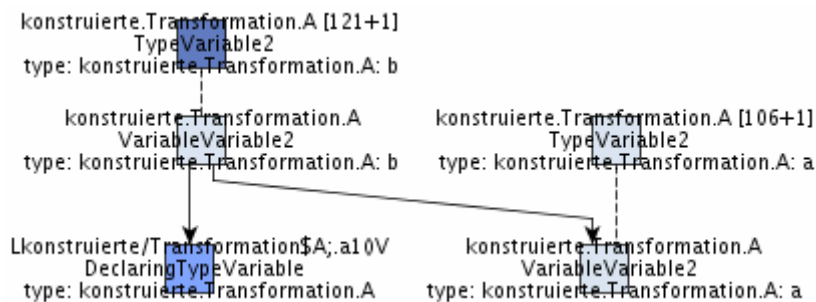 konstruierte.Transformation.A [121+1]
TypeVariable2
type: konstruierte.Transformation.A: b
konstruierte.Transformation.A
VariableVariable2
type: konstruierte.Transformation.A: b
konstruierte.Transformation.A [106+1]
TypeVariable2
type: konstruierte.Transformation.A: a
Lkonstruierte/Transformation$A;.a1()V
DeclaringTypeVariable
type: konstruierte.Transformation.A
konstruierte.Transformation.A
VariableVariable2
type: konstruierte.Transformation.A: a